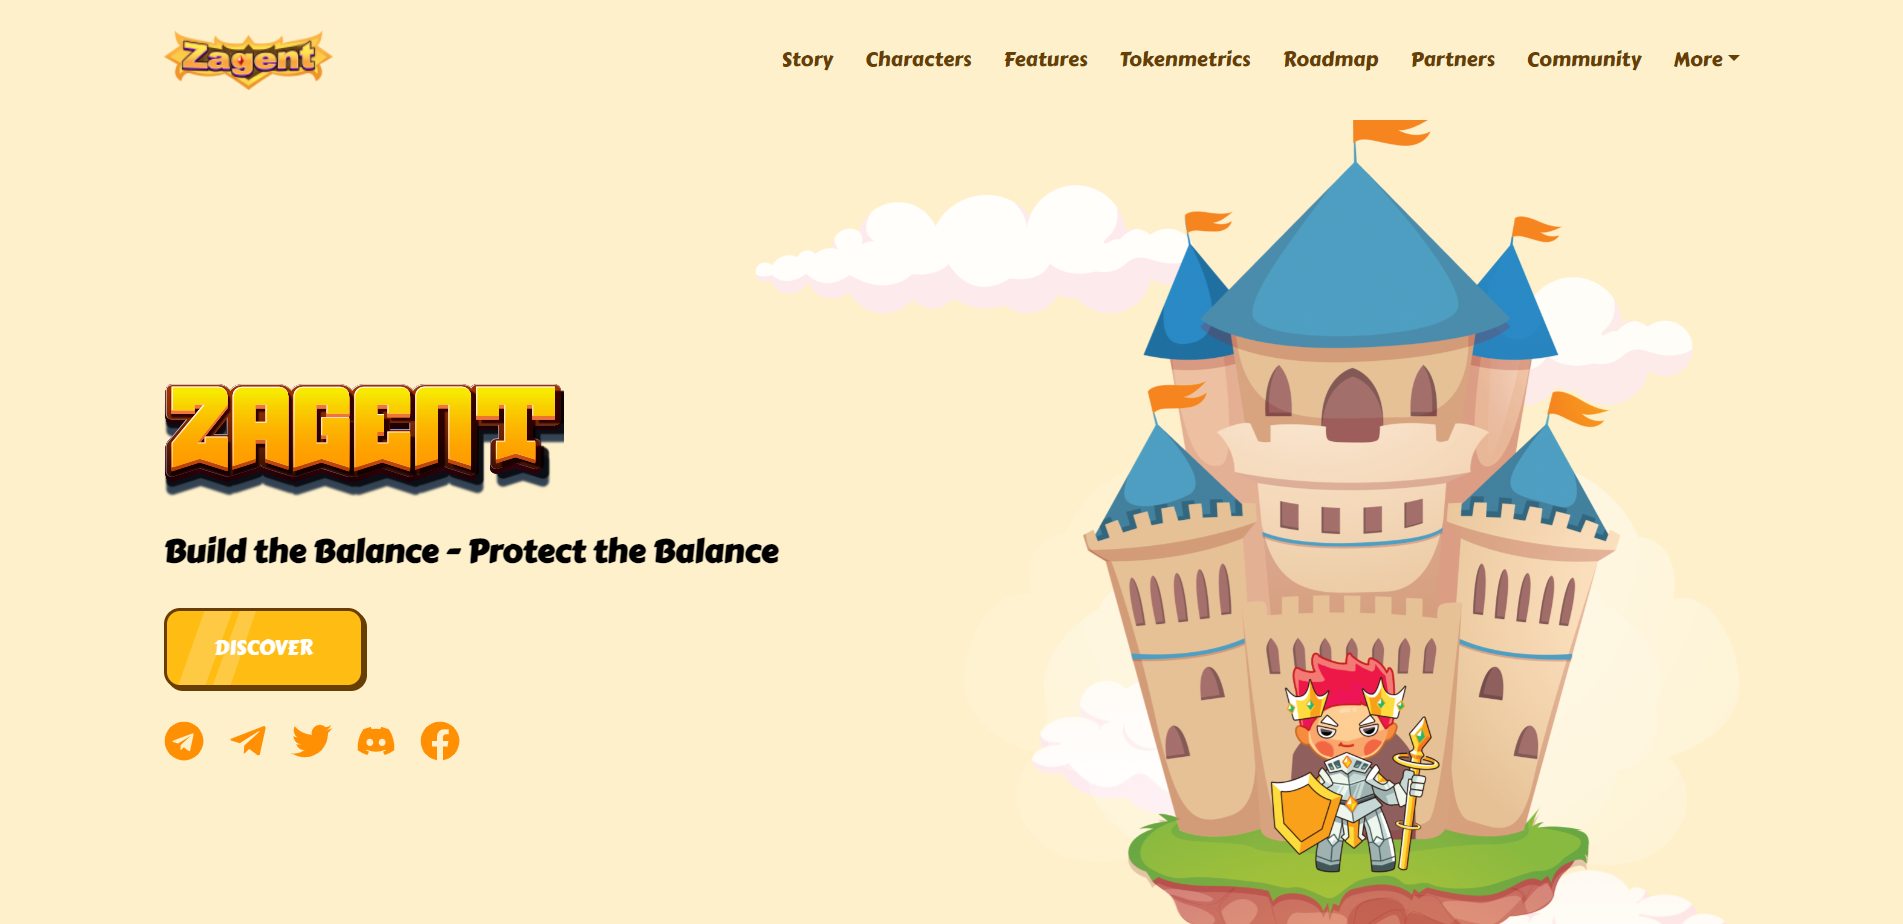 Zagent
Story Characters Features Tokenmetrics Roadmap Partners Community More
ZAGENT
Build the Balance - Protect the Balance
DISCOVER